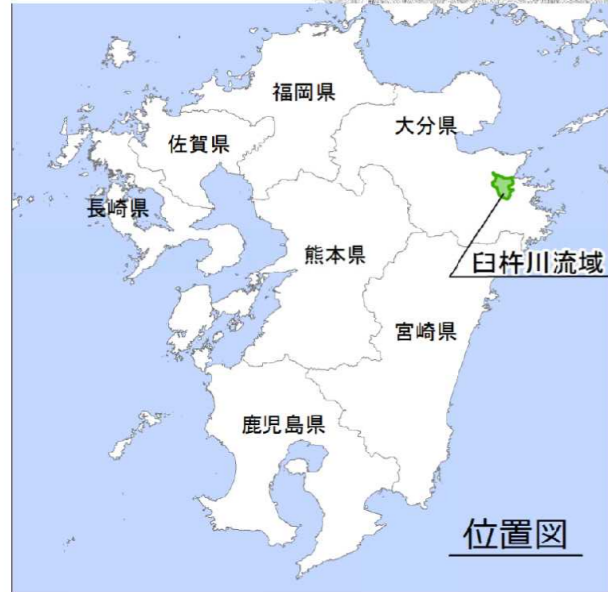 福岡県
大分県
佐賀県
長崎県
熊本県
臼杵川流域
宮崎県
鹿児島県
位置図